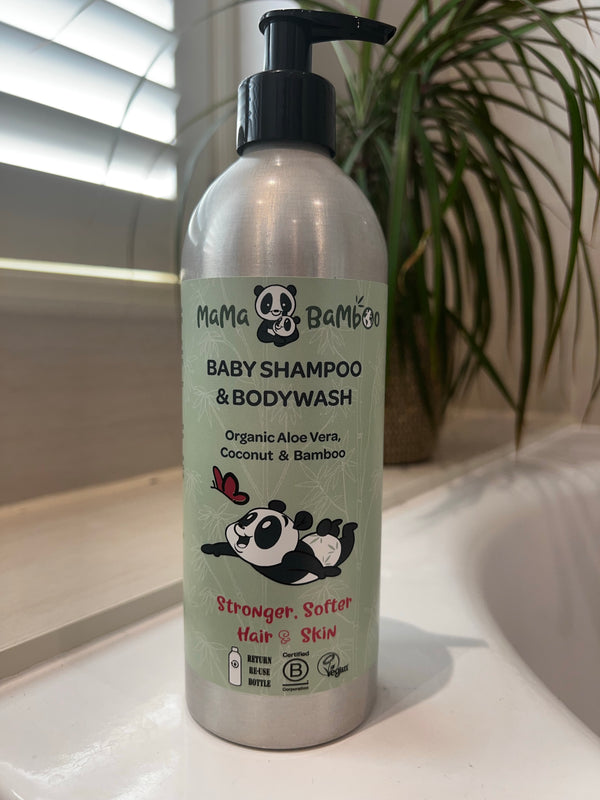 MaMa BaMboo
BABY SHAMPOO
& BODYWASH
Organic Aloe Vera,
Coconut & Bamboo
Stronger, Softer
Hair & Skin
RETURN
RE-USE
BOTTLE
Certified
B
Corporation
Vegan